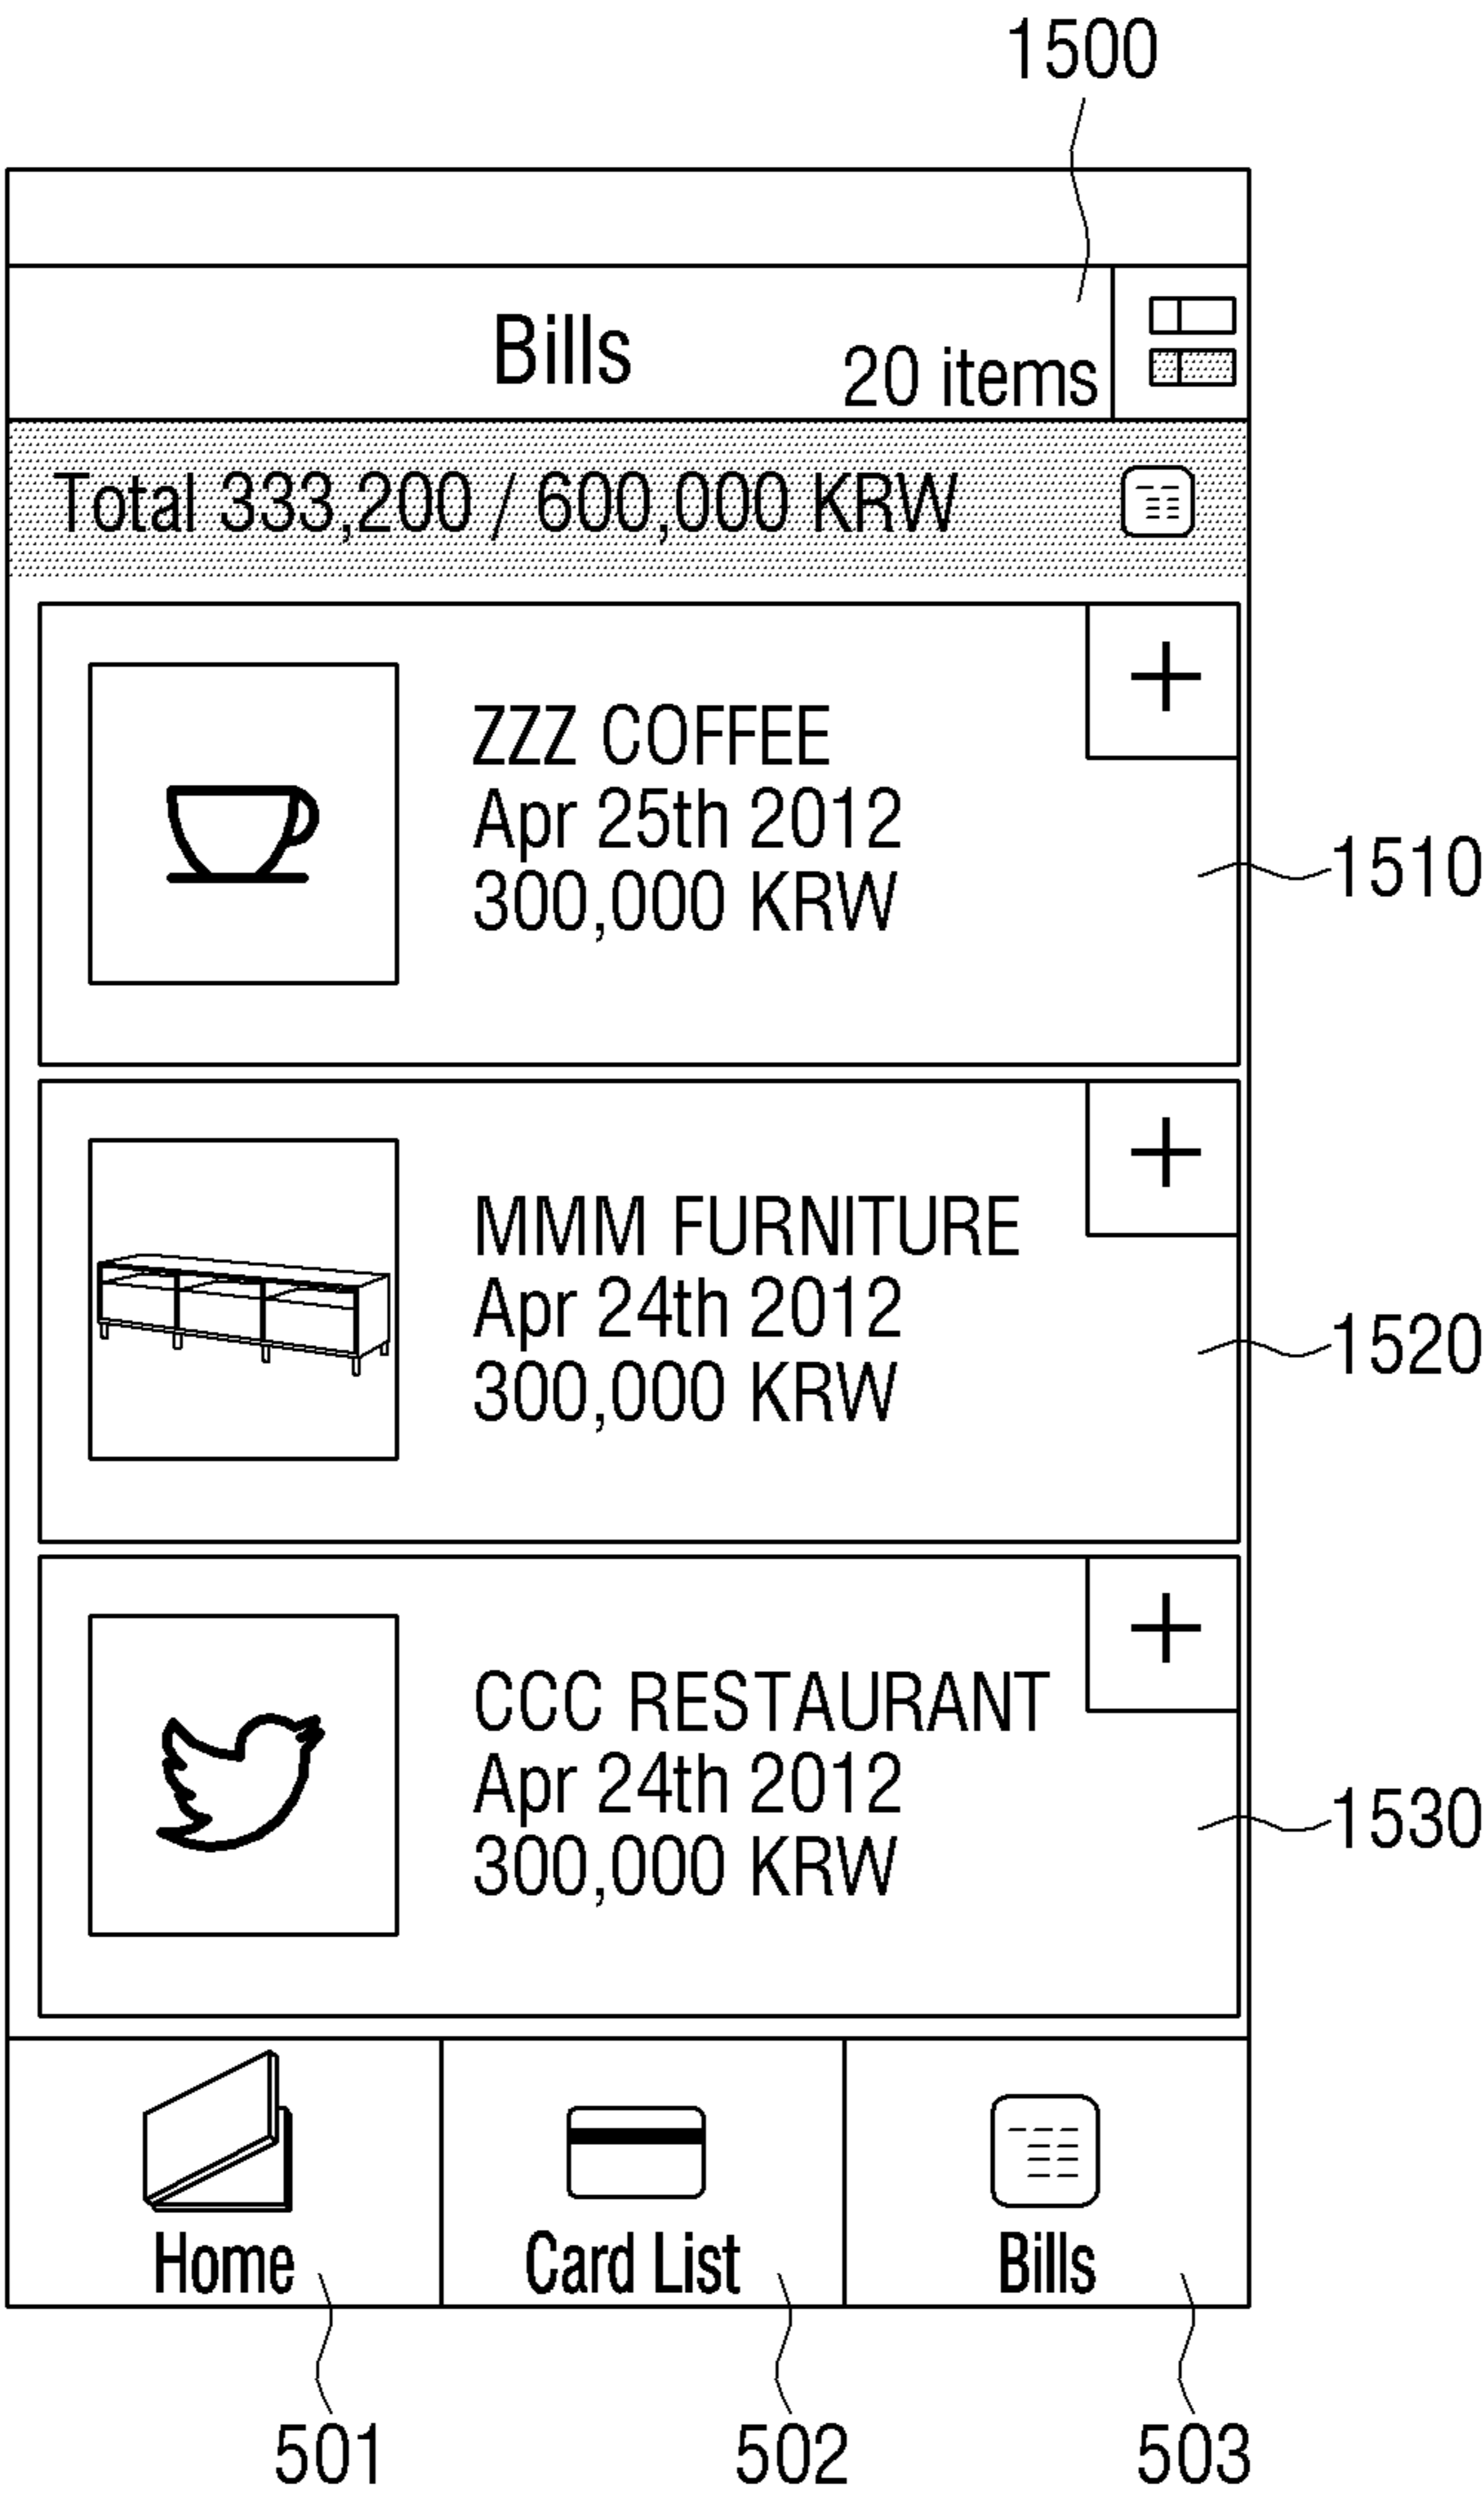 1500
Bills
20 items
Total 333,200 / 600,000 KRW
ZZZ COFFEE
Apr 25th 2012
300,000 KRW
1510
MMM FURNITURE
Apr 24th 2012
300,000 KRW
1520
CCC RESTAURANT
Apr 24th 2012
300,000 KRW
1530
Home
Card List
Bills
501
502
503